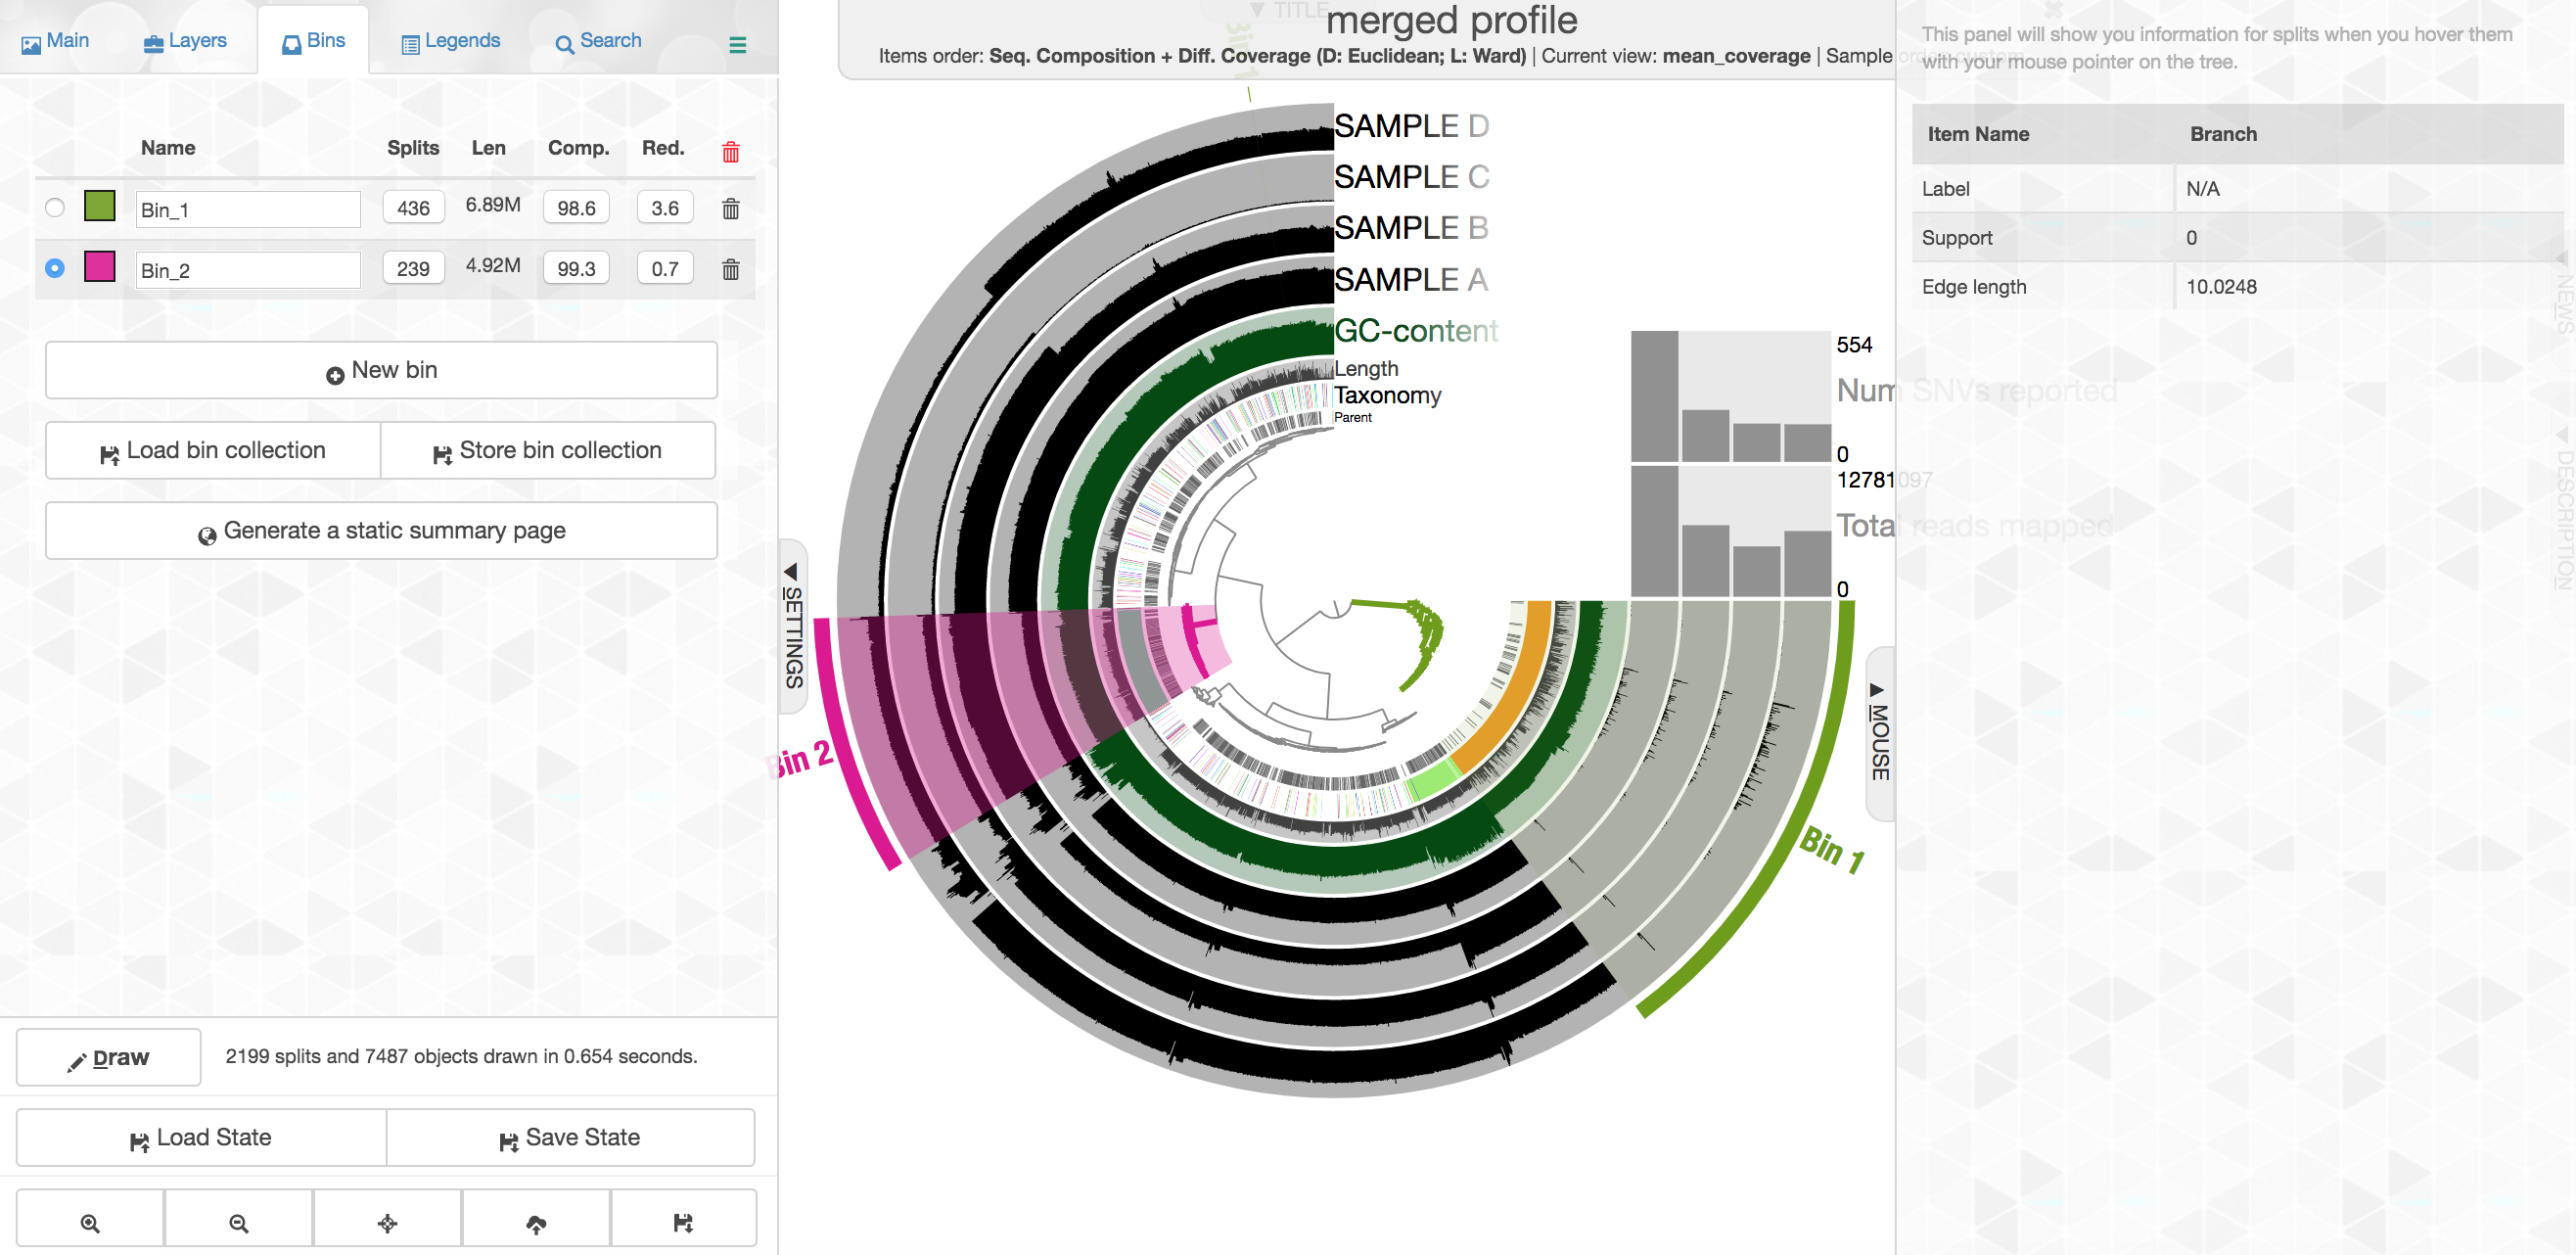 Main
Layers
Bins
Legends
Search
Name Splits Len Comp. Red.
Bin_1 436 6.89M 98.6 3.6
Bin_2 239 4.92M 99.3 0.7
New bin
Load bin collection Store bin collection
Generate a static summary page
Draw 2199 splits and 7487 objects drawn in 0.654 seconds.
Load State Save State
SETTINGS
TITLE
merged profile
Items order: Seq. Composition + Diff. Coverage (D: Euclidean; L: Ward) | Current view: mean_coverage | Sample order: custom
Bin 1
SAMPLE D
SAMPLE C
SAMPLE B
SAMPLE A
GC-content
Length
Taxonomy
Parent
554
Num SNVs reported
0
12781097
Total reads mapped
0
Bin 2
Bin 1
MOUSE
This panel will show you information for splits when you hover them
with your mouse pointer on the tree.
Item Name Branch
Label N/A
Support 0
Edge length 10.0248
NEWS
DESCRIPTION